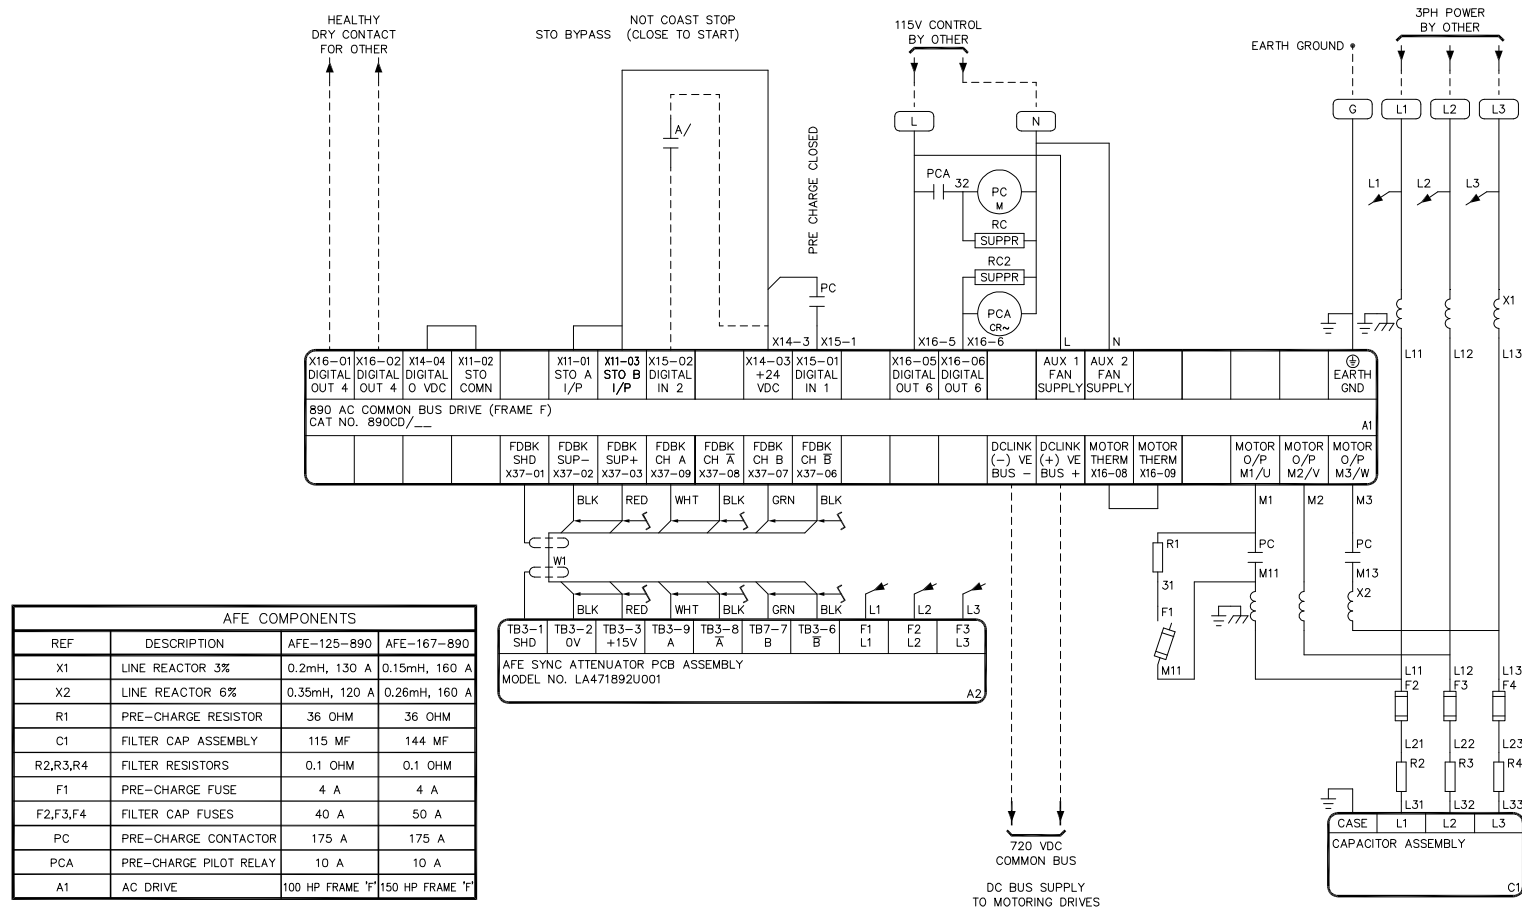 HEALTHY
DRY CONTACT
FOR OTHER
NOT COAST STOP
STO BYPASS (CLOSE TO START)
115V CONTROL
BY OTHER
3PH POWER
BY OTHER
EARTH GROUND
L
N
G
L1
L2
L3
A/
PRE CHARGE CLOSED
PC
PCA
32
PC
M
RC
SUPPR
RC2
SUPPR
PCA
CR~
L1
L2
L3
X1
X14-3
X15-1
X16-5
X16-6
L
N
L11
L12
L13
X16-01
DIGITAL
OUT 4
X16-02
DIGITAL
OUT 4
X14-04
DIGITAL
0 VDC
X11-02
STO
COMN
X11-01
STO A
I/P
X11-03
STO B
I/P
X15-02
DIGITAL
IN 2
X14-03
+24
VDC
X15-01
DIGITAL
IN 1
X16-05
DIGITAL
OUT 6
X16-06
DIGITAL
OUT 6
AUX 1
FAN
SUPPLY
AUX 2
FAN
SUPPLY
EARTH
GND
890 AC COMMON BUS DRIVE (FRAME F)
CAT NO. 890CD/__
A1
FDBK
SHD
X37-01
FDBK
SUP-
X37-02
FDBK
SUP+
X37-03
FDBK
CH A
X37-09
FDBK
CH A̅
X37-08
FDBK
CH B
X37-07
FDBK
CH B̅
X37-06
DCLINK
(-) VE
BUS -
DCLINK
(+) VE
BUS +
MOTOR
THERM
X16-08
MOTOR
THERM
X16-09
MOTOR
O/P
M1/U
MOTOR
O/P
M2/V
MOTOR
O/P
M3/W
BLK
RED
WHT
BLK
GRN
BLK
M1
M2
M3
W1
R1
31
F1
M11
PC
M11
PC
M13
X2
BLK
RED
WHT
BLK
GRN
BLK
L1
L2
L3
TB3-1
SHD
TB3-2
0V
TB3-3
+15V
TB3-9
A
TB3-8
A̅
TB7-7
B
TB3-6
B̅
F1
L1
F2
L2
F3
L3
AFE SYNC ATTENUATOR PCB ASSEMBLY
MODEL NO. LA471892U001
A2
L11
L12
L13
F2
F3
F4
L21
L22
L23
R2
R3
R4
L31
L32
L33
CASE
L1
L2
L3
CAPACITOR ASSEMBLY
C1
720 VDC
COMMON BUS
DC BUS SUPPLY
TO MOTORING DRIVES
AFE COMPONENTS
REF DESCRIPTION AFE-125-890 AFE-167-890
X1 LINE REACTOR 3% 0.2mH, 130 A 0.15mH, 160 A
X2 LINE REACTOR 6% 0.35mH, 120 A 0.26mH, 160 A
R1 PRE-CHARGE RESISTOR 36 OHM 36 OHM
C1 FILTER CAP ASSEMBLY 115 MF 144 MF
R2,R3,R4 FILTER RESISTORS 0.1 OHM 0.1 OHM
F1 PRE-CHARGE FUSE 4 A 4 A
F2,F3,F4 FILTER CAP FUSES 40 A 50 A
PC PRE-CHARGE CONTACTOR 175 A 175 A
PCA PRE-CHARGE PILOT RELAY 10 A 10 A
A1 AC DRIVE 100 HP FRAME 'F' 150 HP FRAME 'F'